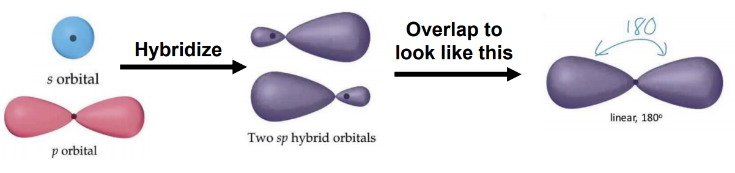 s orbital
p orbital
Hybridize
Two sp hybrid orbitals
Overlap to
look like this
180
linear, 180º